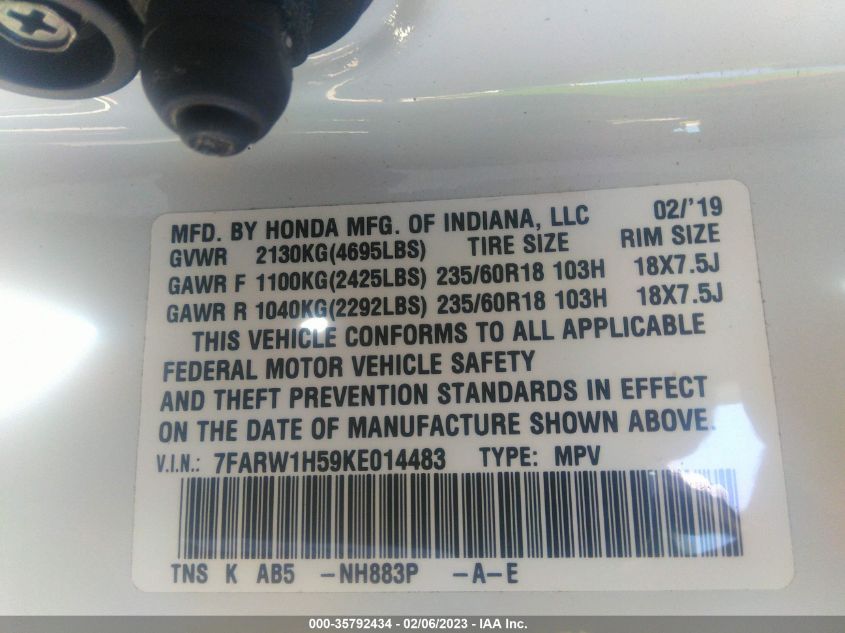 MFD. BY HONDA MFG. OF INDIANA, LLC 02/'19
GVWR 2130KG(4695LBS) TIRE SIZE RIM SIZE
GAWR F 1100KG(2425LBS) 235/60R18 103H 18X7.5J
GAWR R 1040KG(2292LBS) 235/60R18 103H 18X7.5J
THIS VEHICLE CONFORMS TO ALL APPLICABLE
FEDERAL MOTOR VEHICLE SAFETY
AND THEFT PREVENTION STANDARDS IN EFFECT
ON THE DATE OF MANUFACTURE SHOWN ABOVE.
V.I.N.: 7FARW1H59KE014483 TYPE: MPV
TNS K AB5 -NH883P -A-E
000-35792434 - 02/06/2023 - IAA Inc.